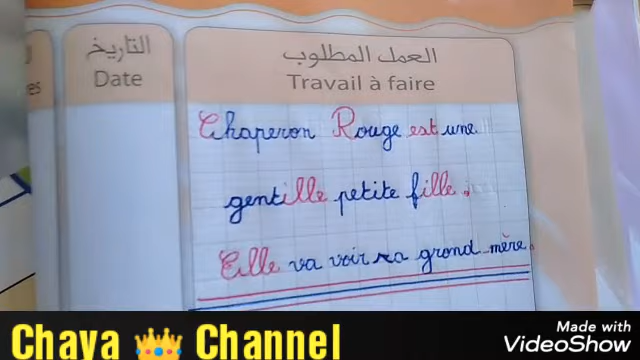 التاريخ
Date
العمل المطلوب
Travail à faire
Chaperon Rouge est une
gentille petite fille.
Elle va voir sa grand-mère.
Chaya 👑 Channel
Made with
VideoShow